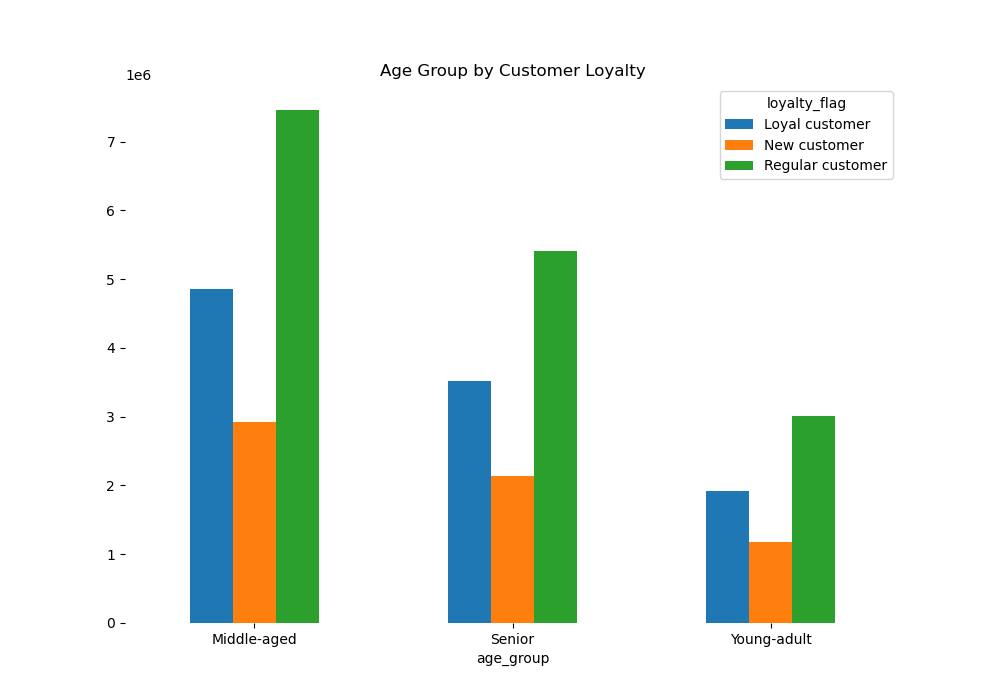 Age Group by Customer Loyalty
1e6
loyalty_flag
Loyal customer
New customer
Regular customer
7
6
5
4
3
2
1
0
Middle-aged
Senior
Young-adult
age_group